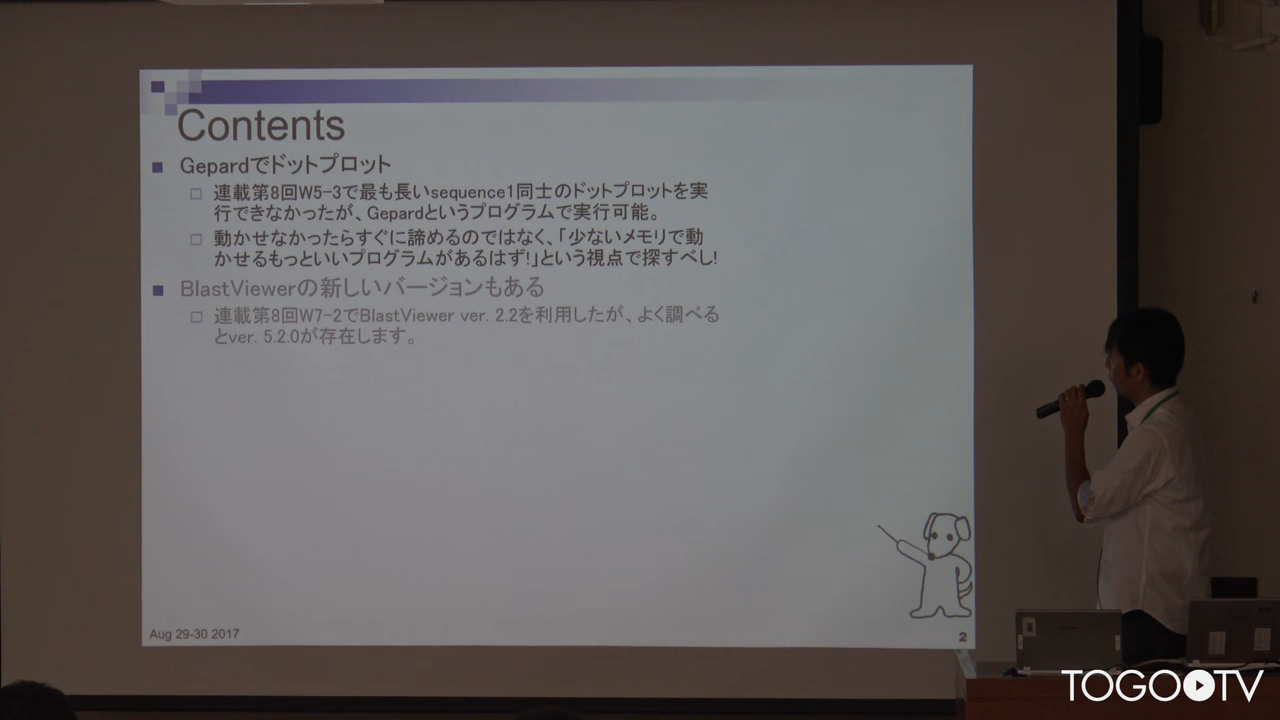 Contents
Gepardでドットプロット
連載第8回W5-3で最も長いsequence1同士のドットプロットを実
行できなかったが、Gepardというプログラムで実行可能。
動かせなかったらすぐに諦めるのではなく、「少ないメモリで動
かせるもっといいプログラムがあるはず!」という視点で探すべし!
BlastViewerの新しいバージョンもある
連載第8回W7-2でBlastViewer ver. 2.2を利用したが、よく調べる
とver. 5.2.0が存在します。
Aug 29-30 2017
2
TOGO TV